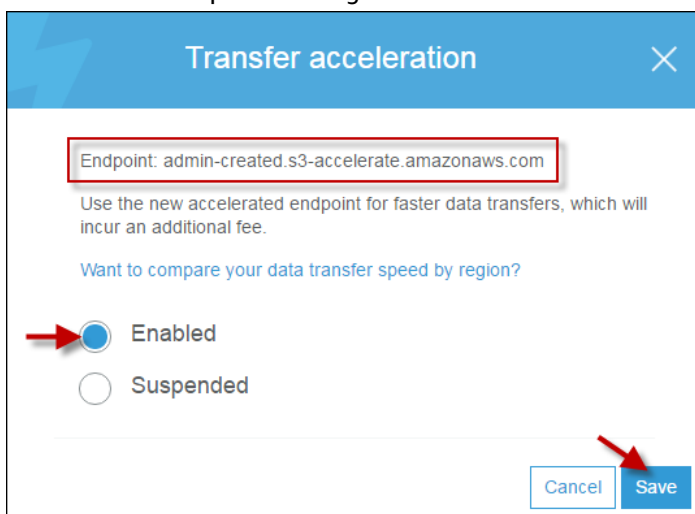 Transfer acceleration
Endpoint: admin-created.s3-accelerate.amazonaws.com
Use the new accelerated endpoint for faster data transfers, which will
incur an additional fee.
Want to compare your data transfer speed by region?
Enabled
Suspended
Cancel Save